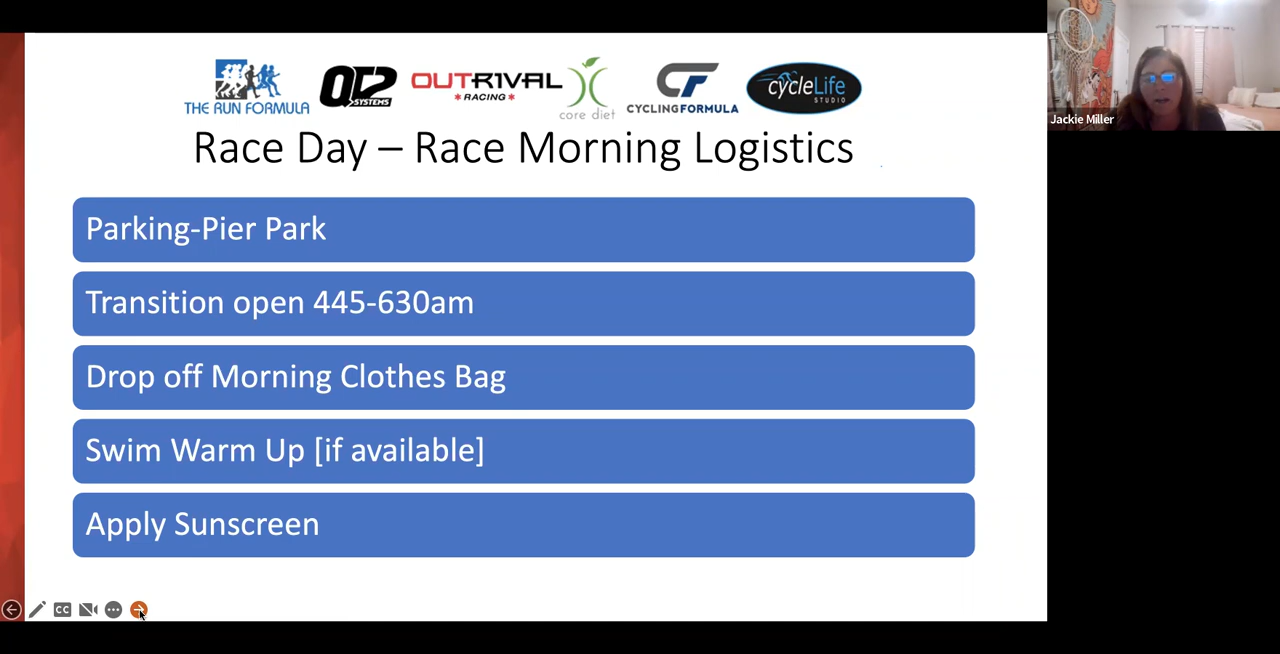 THE RUN FORMULA
OT2
SYSTEMS
OUTRIVAL
RACING
core diet
CF
CYCLINGFORMULA
cycleLife
STUDIO
Jackie Miller
Race Day – Race Morning Logistics
Parking-Pier Park
Transition open 445-630am
Drop off Morning Clothes Bag
Swim Warm Up [if available]
Apply Sunscreen
CC